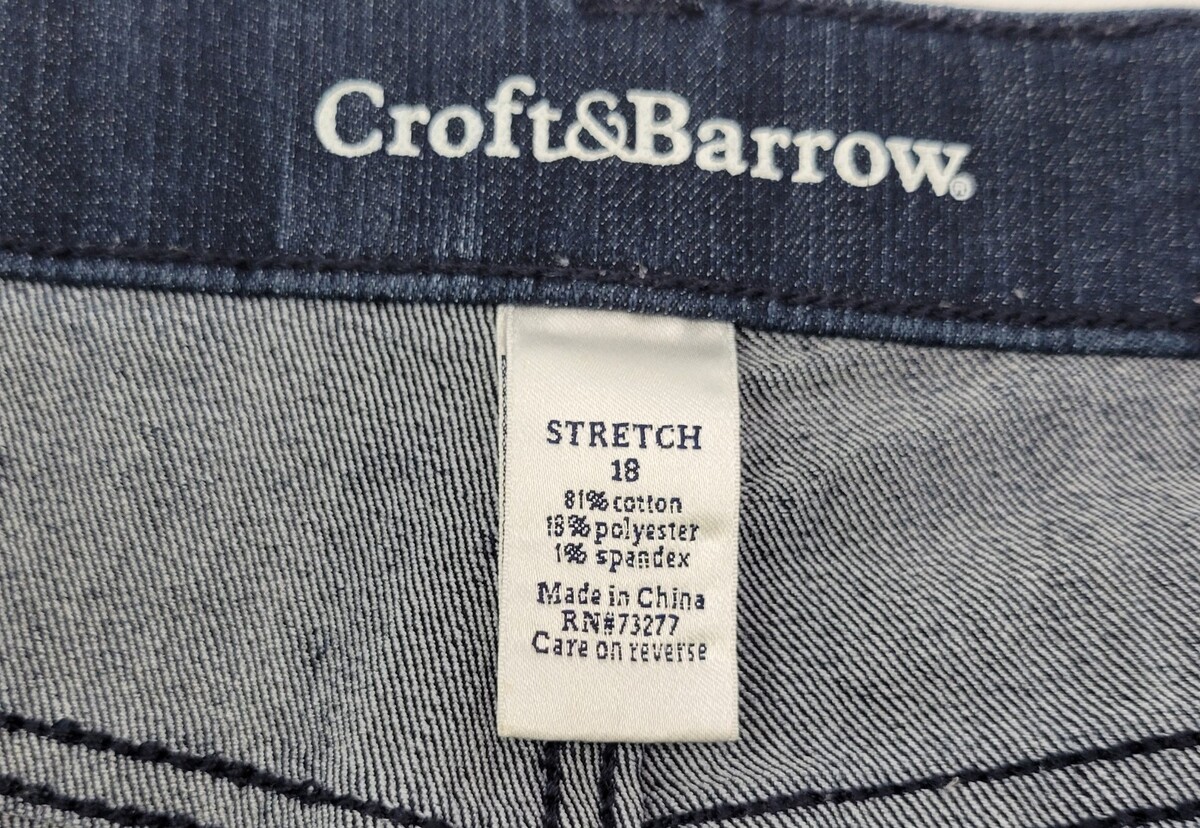 Croft&Barrow®
STRETCH
18
81% cotton
18% polyester
1% spandex
Made in China
RN#73277
Care on reverse